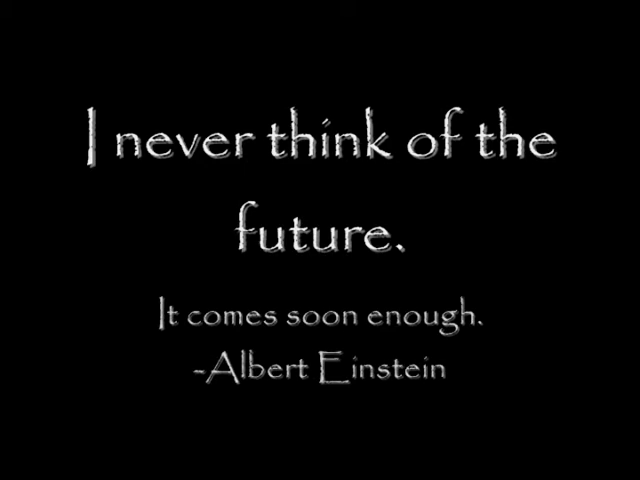 I never think of the
future.
It comes soon enough.
-Albert Einstein